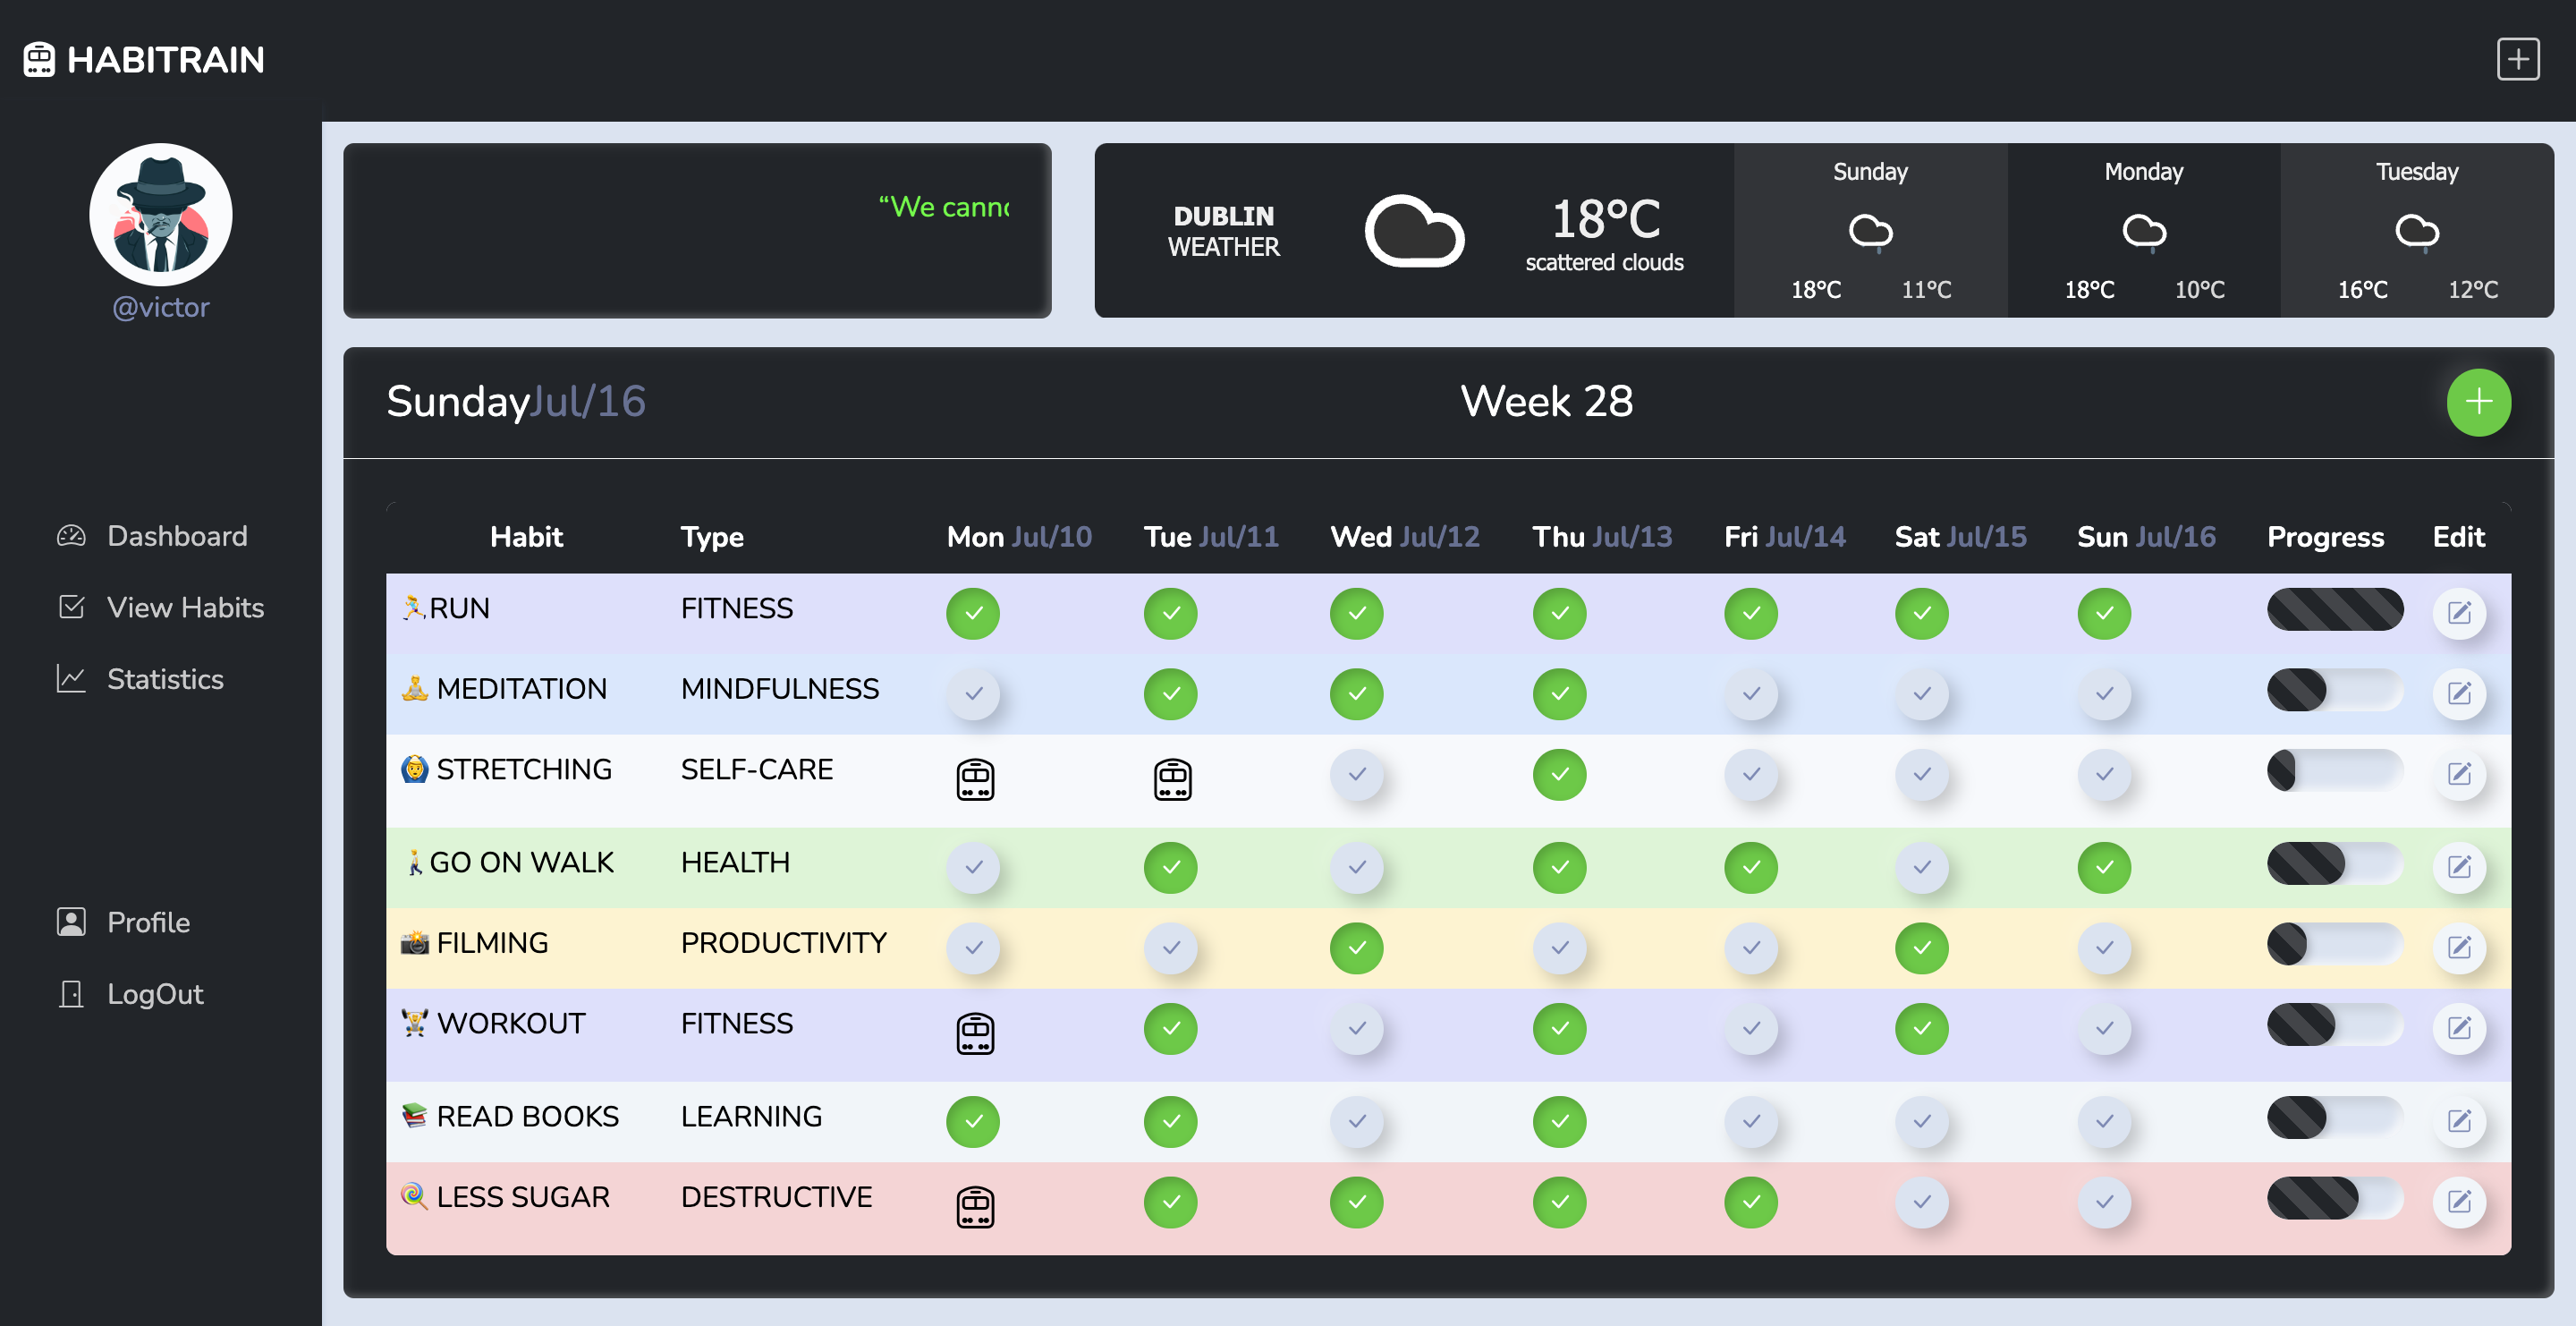 HABITRAIN
@victor
Dashboard
View Habits
Statistics
Profile
LogOut
“We
DUBLIN
WEATHER
18°C
scattered clouds
Sunday
18°C 11°C
Monday
18°C 10°C
Tuesday
16°C 12°C
SundayJul/16
Week 28
Habit Type Mon Jul/10 Tue Jul/11 Wed Jul/12 Thu Jul/13 Fri Jul/14 Sat Jul/15 Sun Jul/16 Progress Edit
RUN FITNESS
MEDITATION MINDFULNESS
STRETCHING SELF-CARE
GO ON WALK HEALTH
FILMING PRODUCTIVITY
WORKOUT FITNESS
READ BOOKS LEARNING
LESS SUGAR DESTRUCTIVE